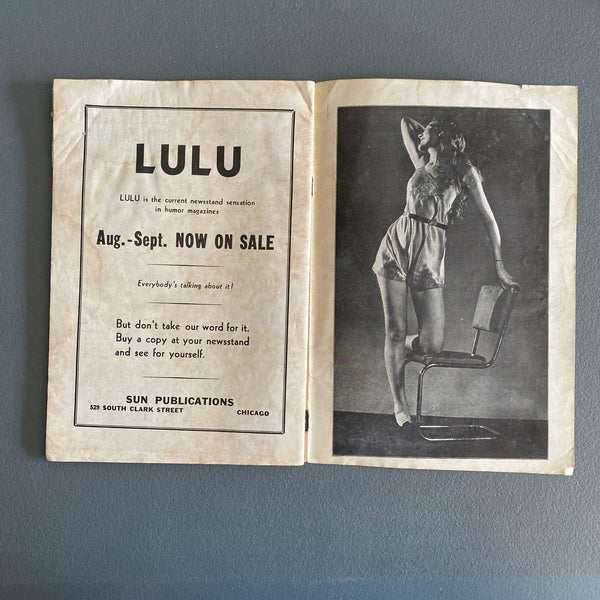 LULU
LULU is the current newsstand sensation
in humor magazines
Aug.-Sept. NOW ON SALE
Everybody's talking about it!
But don't take our word for it.
Buy a copy at your newsstand
and see for yourself.
SUN PUBLICATIONS
529 SOUTH CLARK STREET CHICAGO